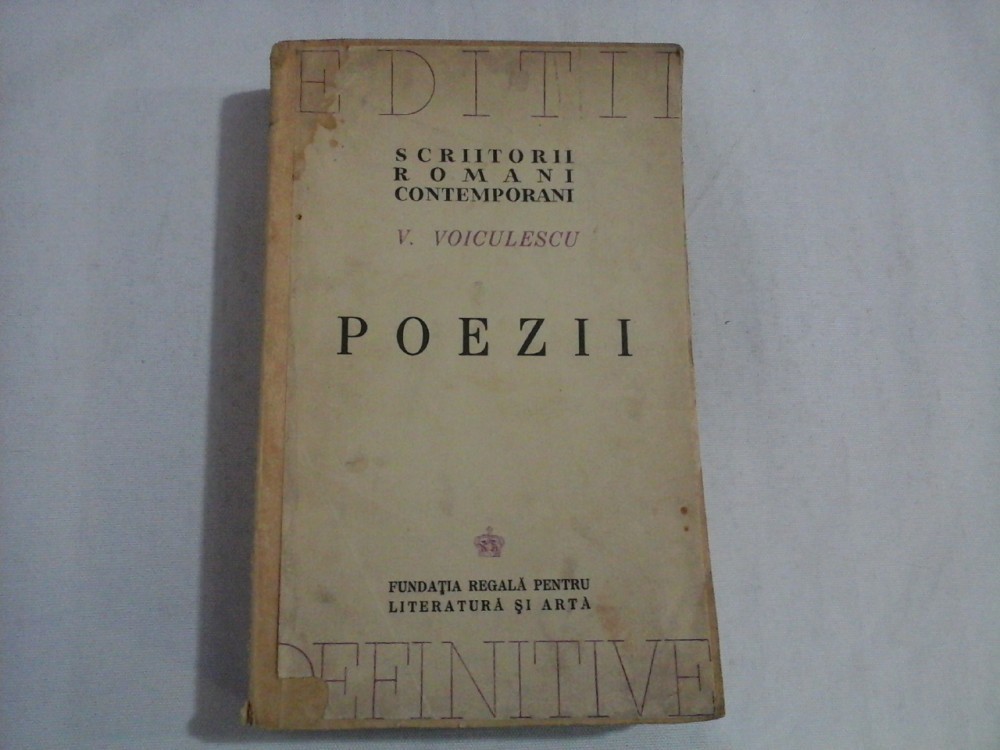 EDITII
SCRIITORII
ROMANI
CONTEMPORANI
V. VOICULESCU
POEZII
FUNDAȚIA REGALĂ PENTRU
LITERATURĂ ȘI ARTĂ
DEFINITIVE